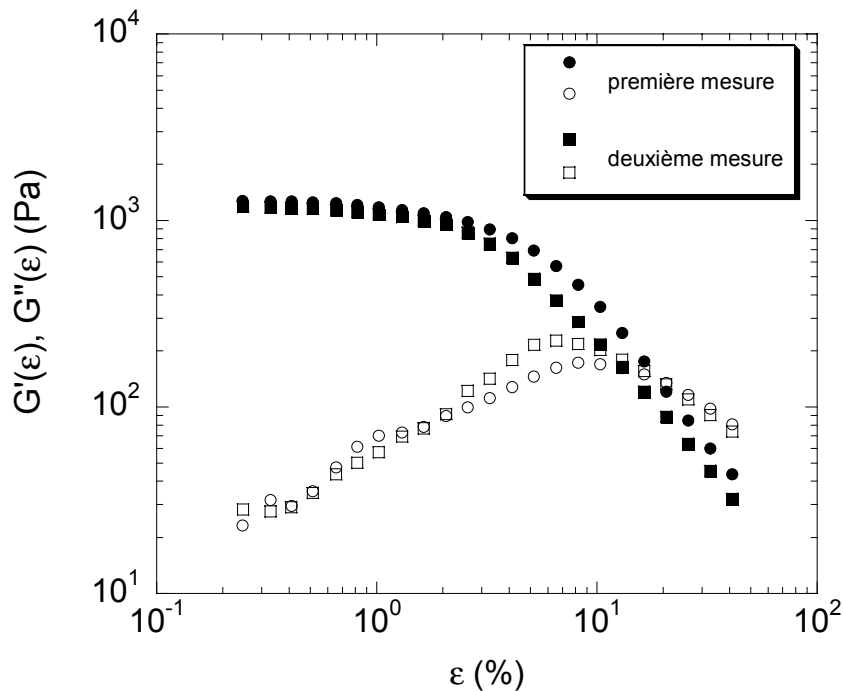 10⁴
première mesure
deuxième mesure
10³
G'(ε), G"(ε) (Pa)
10²
10¹
10⁻¹ 10⁰ 10¹ 10²
ε (%)